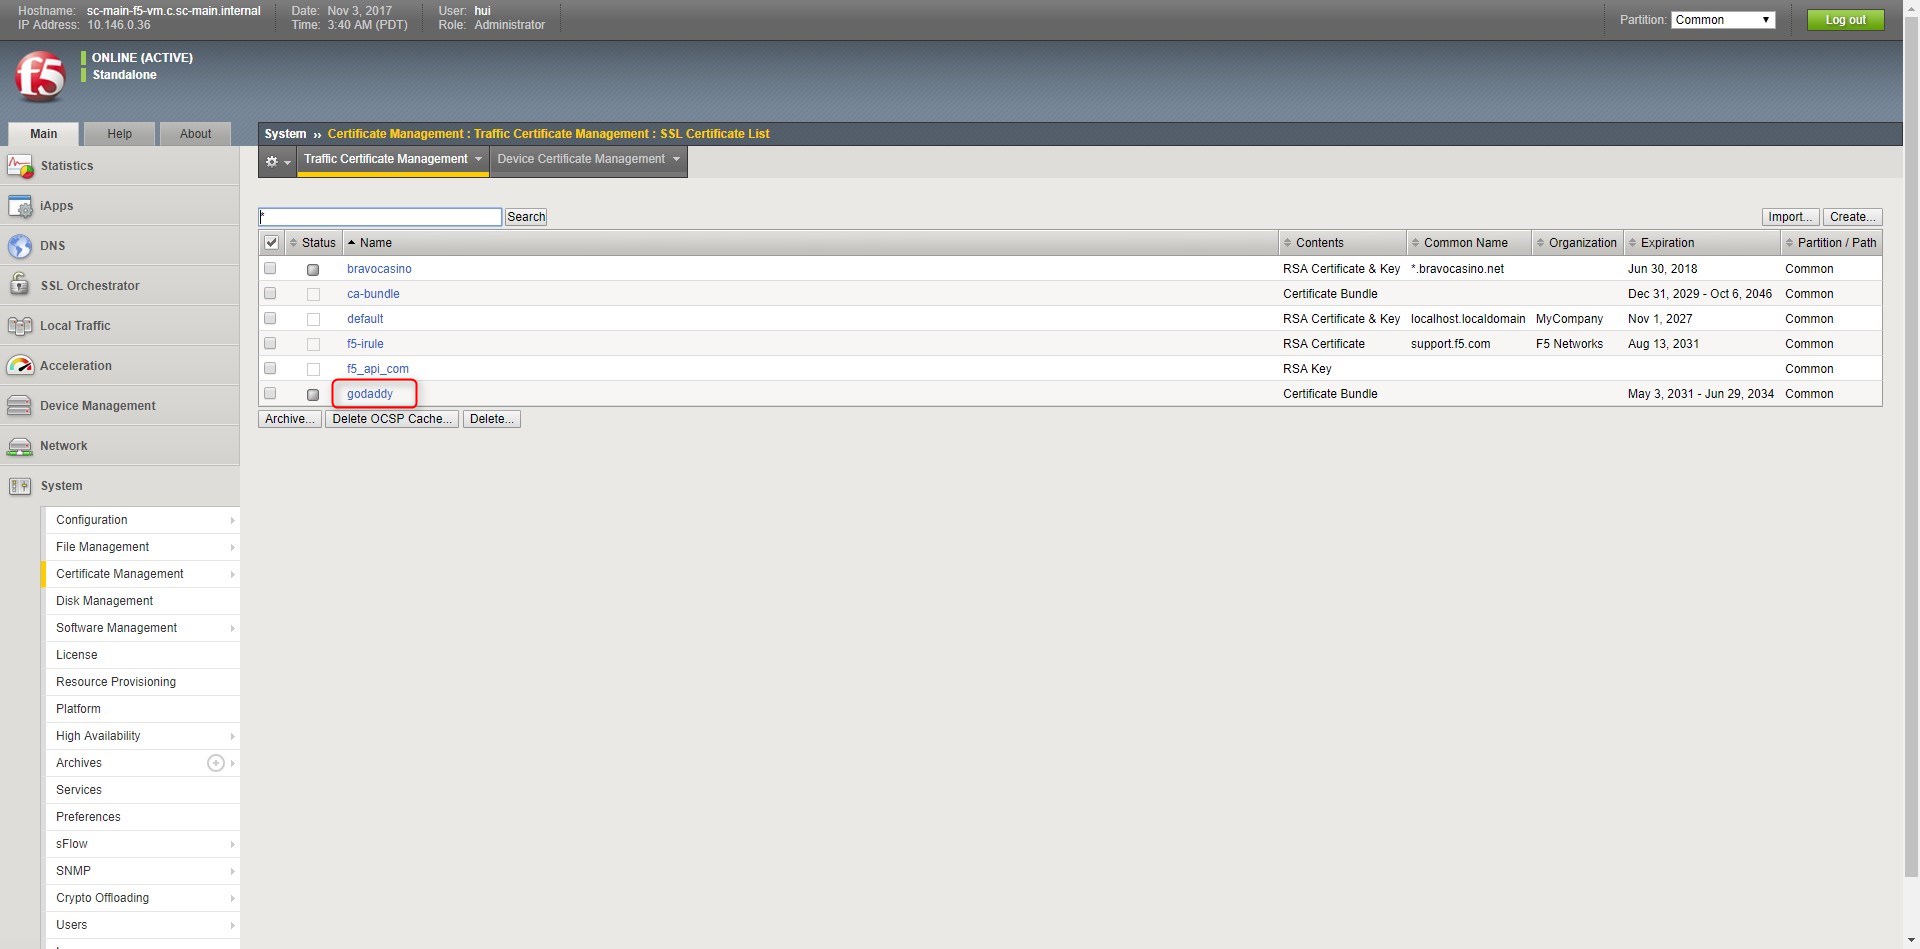 Hostname: sc-main-f5-vm.c.sc-main.internal Date: Nov 3, 2017 User: hui
IP Address: 10.146.0.36 Time: 3:40 AM (PDT) Role: Administrator
Partition: Common Log out
f5
ONLINE (ACTIVE)
Standalone
Main Help About
System ›› Certificate Management : Traffic Certificate Management : SSL Certificate List
Traffic Certificate Management Device Certificate Management
Statistics
iApps
DNS
SSL Orchestrator
Local Traffic
Acceleration
Device Management
Network
System
Configuration
File Management
Certificate Management
Disk Management
Software Management
License
Resource Provisioning
Platform
High Availability
Archives
Services
Preferences
sFlow
SNMP
Crypto Offloading
Users
* Search Import... Create...
Status Name Contents Common Name Organization Expiration Partition / Path
bravocasino RSA Certificate & Key *.bravocasino.net Jun 30, 2018 Common
ca-bundle Certificate Bundle Dec 31, 2029 - Oct 6, 2046 Common
default RSA Certificate & Key localhost.localdomain MyCompany Nov 1, 2027 Common
f5-irule RSA Certificate support.f5.com F5 Networks Aug 13, 2031 Common
f5_api_com RSA Key Common
godaddy Certificate Bundle May 3, 2031 - Jun 29, 2034 Common
Archive... Delete OCSP Cache... Delete...